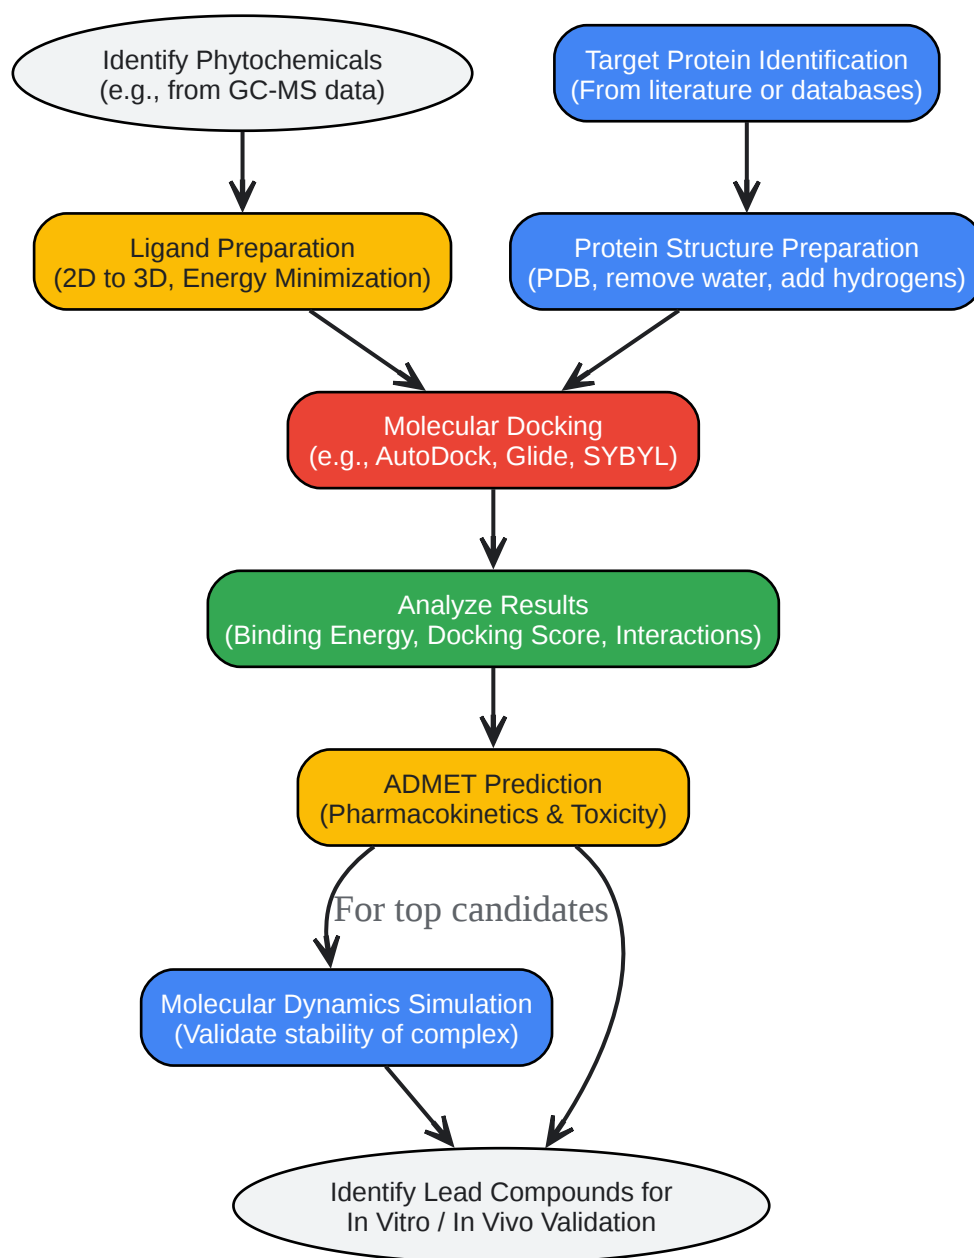 Identify Phytochemicals
(e.g., from GC-MS data)
Target Protein Identification
(From literature or databases)
Ligand Preparation
(2D to 3D, Energy Minimization)
Protein Structure Preparation
(PDB, remove water, add hydrogens)
Molecular Docking
(e.g., AutoDock, Glide, SYBYL)
Analyze Results
(Binding Energy, Docking Score, Interactions)
ADMET Prediction
(Pharmacokinetics & Toxicity)
For top candidates
Molecular Dynamics Simulation
(Validate stability of complex)
Identify Lead Compounds for
In Vitro / In Vivo Validation